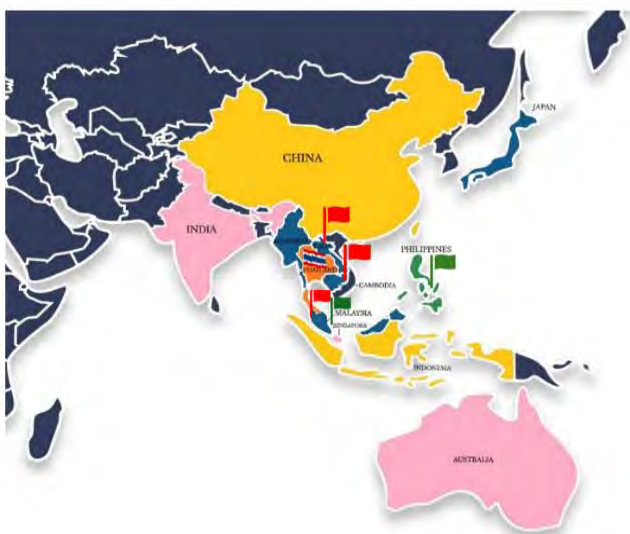 JAPAN
CHINA
INDIA
PHILIPPINES
THAILAND
CAMBODIA
MALAYSIA
SINGAPORE
INDONESIA
AUSTRALIA